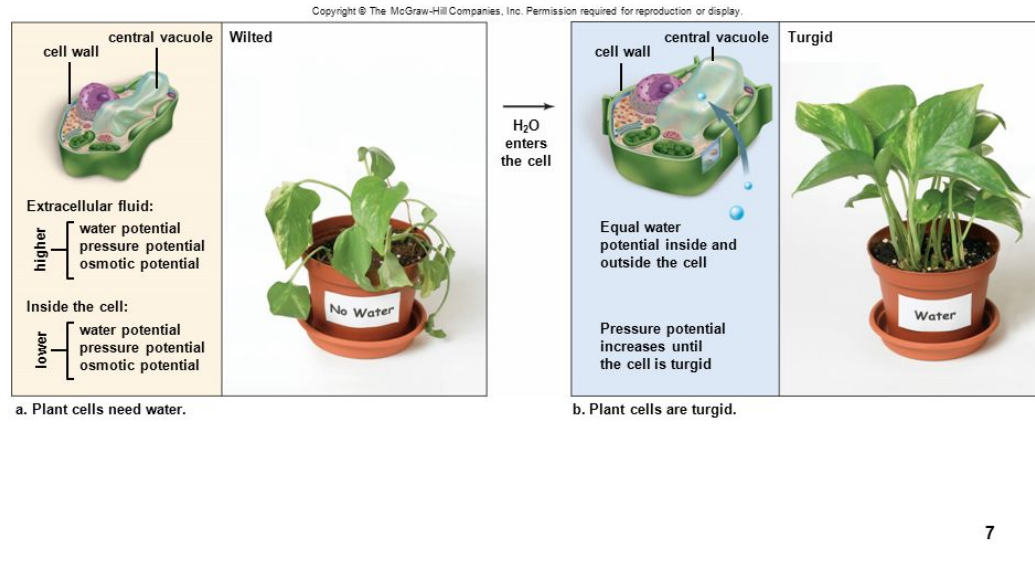 Copyright © The McGraw-Hill Companies, Inc. Permission required for reproduction or display.
central vacuole
cell wall
Wilted
Extracellular fluid:
higher
water potential
pressure potential
osmotic potential
Inside the cell:
lower
water potential
pressure potential
osmotic potential
No Water
a. Plant cells need water.
H₂O
enters
the cell
central vacuole
cell wall
Turgid
Equal water
potential inside and
outside the cell
Pressure potential
increases until
the cell is turgid
Water
b. Plant cells are turgid.
7